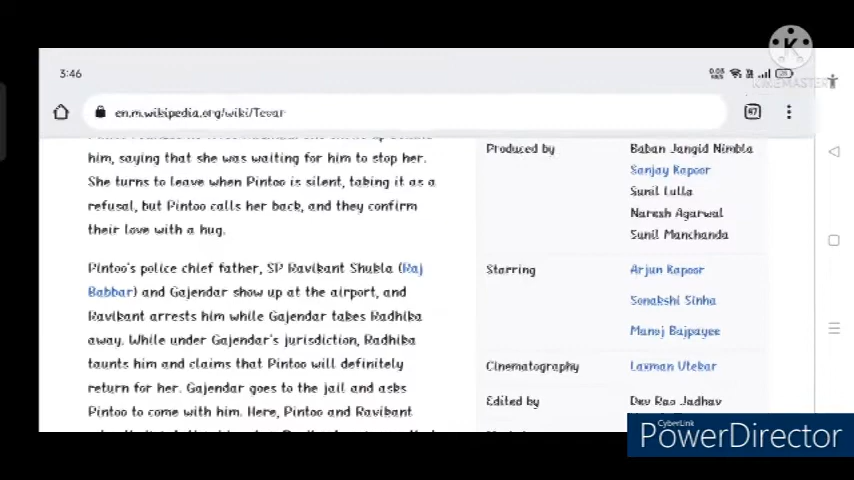 3:46
0.05
28
KINEMASTER
en.m.wikipedia.org/wiki/Tevar
47
him, saying that she was waiting for him to stop her.
She turns to leave when Pintoo is silent, taking it as a
refusal, but Pintoo calls her back, and they confirm
their love with a hug.
Pintoo's police chief father, SP Ravikant Shukla (Raj
Babbar) and Gajendar show up at the airport, and
Ravikant arrests him while Gajendar takes Radhika
away. While under Gajendar's jurisdiction, Radhika
taunts him and claims that Pintoo will definitely
return for her. Gajendar goes to the jail and asks
Pintoo to come with him. Here, Pintoo and Ravikant
Produced by
Baban Jangid Nimbla
Sanjay Kapoor
Sunil Lulla
Naresh Agarwal
Sunil Manchanda
Starring
Arjun Kapoor
Sonakshi Sinha
Manoj Bajpayee
Cinematography
Laxman Utekar
Edited by
Dev Rao Jadhav
CyberLink
PowerDirector